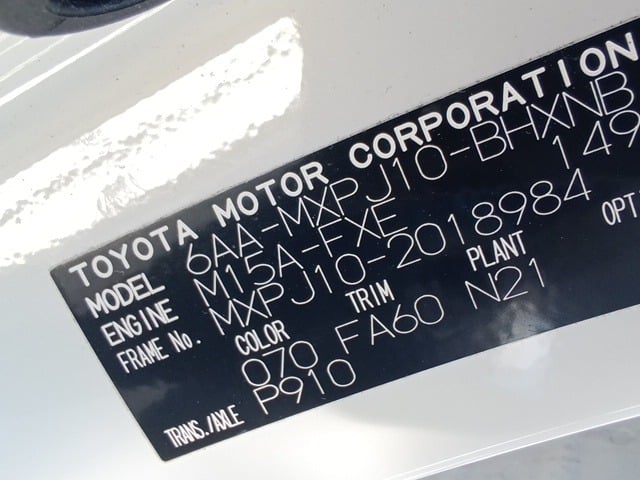 TOYOTA MOTOR CORPORATION
MODEL 6AA-MXPJ10-BHXNB
ENGINE M15A-FXE 149
FRAME No. MXPJ10-2018984
COLOR TRIM PLANT OPT
070 FA60 N21
TRANS./AXLE P910